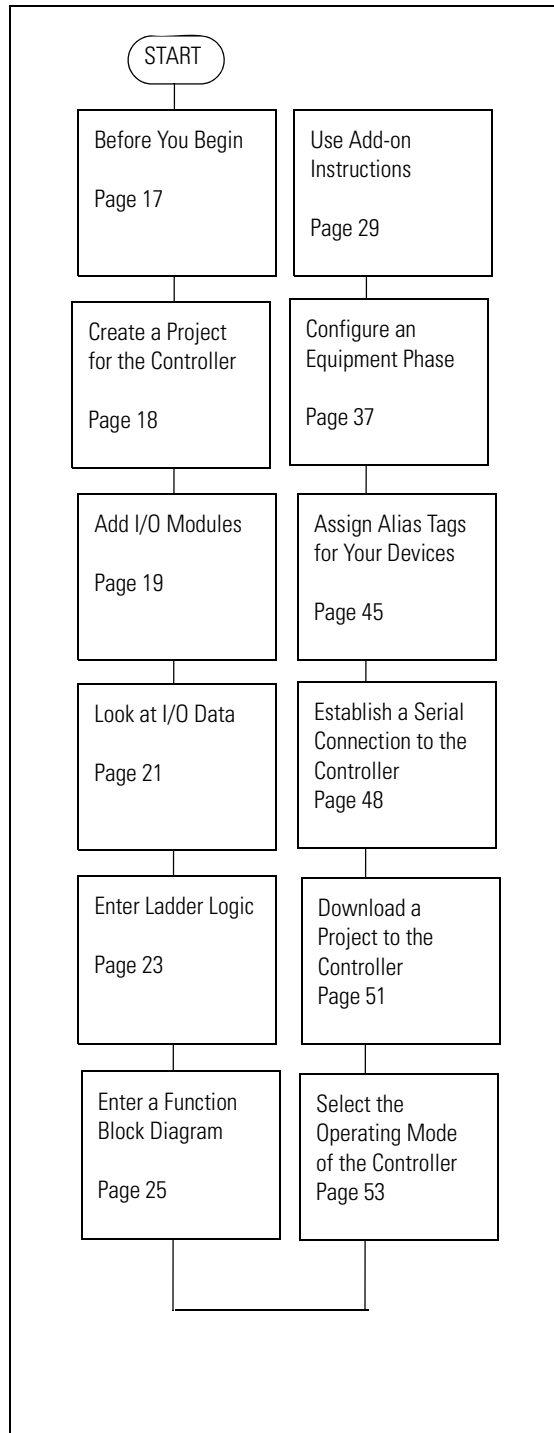 START
Before You Begin
Page 17
Create a Project
for the Controller
Page 18
Add I/O Modules
Page 19
Look at I/O Data
Page 21
Enter Ladder Logic
Page 23
Enter a Function
Block Diagram
Page 25
Use Add-on
Instructions
Page 29
Configure an
Equipment Phase
Page 37
Assign Alias Tags
for Your Devices
Page 45
Establish a Serial
Connection to the
Controller
Page 48
Download a
Project to the
Controller
Page 51
Select the
Operating Mode
of the Controller
Page 53